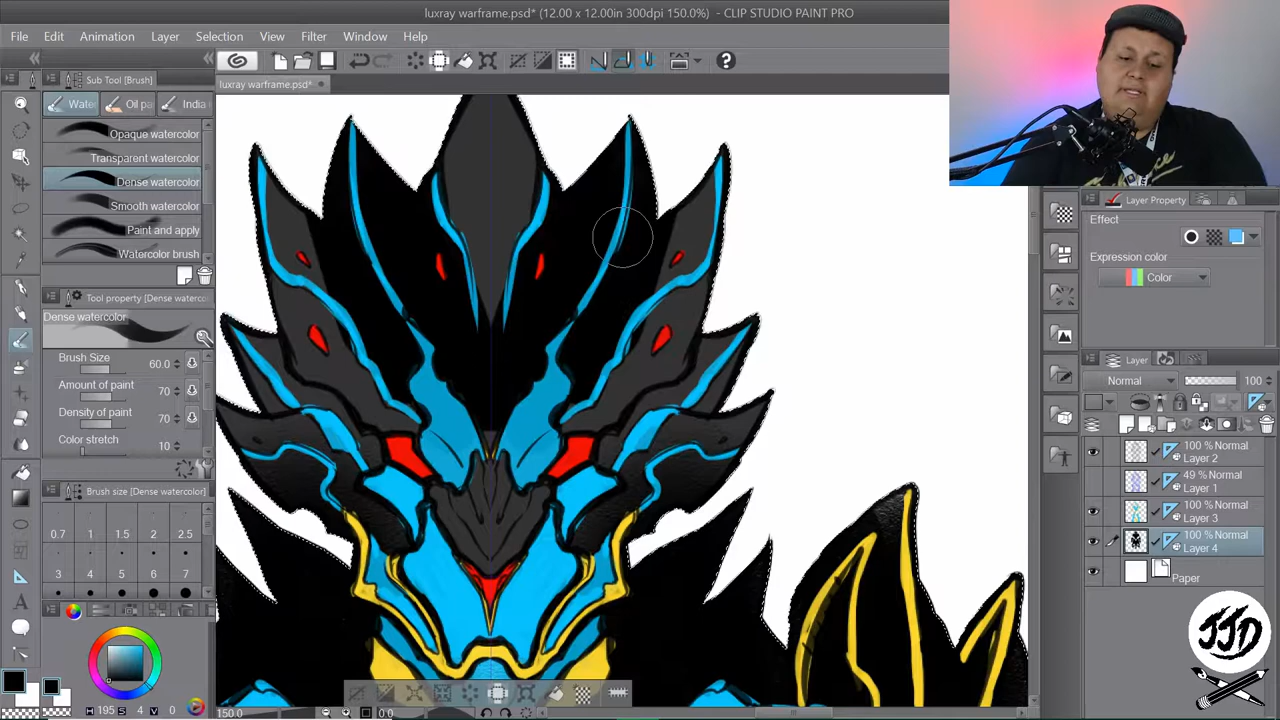 luxray warframe.psd* (12.00 x 12.00in 300dpi 150.0%) - CLIP STUDIO PAINT PRO
File Edit Animation Layer Selection View Filter Window Help
Sub Tool [Brush]
luxray warframe.psd*
Water Oil pa India
Opaque watercolor
Transparent watercolor
Dense watercolor
Smooth watercolor
Paint and apply
Watercolor brush
Tool property [Dense waterco
Dense watercolor
Brush Size 60.0
Amount of paint 70
Density of paint 70
Color stretch 10
Brush size [Dense watercolor]
0.7 1 1.5 2 2.5
3 4 5 6 7
H 195 S 4 V 0
150.0 0.0
Layer Property
Effect
Expression color
Color
Layer
Normal 100
100 % Normal
Layer 2
49 % Normal
Layer 1
100 % Normal
Layer 3
100 % Normal
Layer 4
Paper
JJD